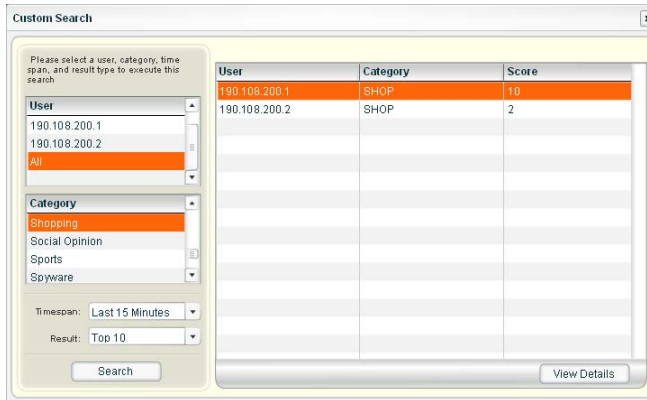 Custom Search
Please select a user, category, time
span, and result type to execute this
search
User
190.108.200.1
190.108.200.2
All
Category
Shopping
Social Opinion
Sports
Spyware
Timespan: Last 15 Minutes
Result: Top 10
Search
User Category Score
190.108.200.1 SHOP 10
190.108.200.2 SHOP 2
View Details